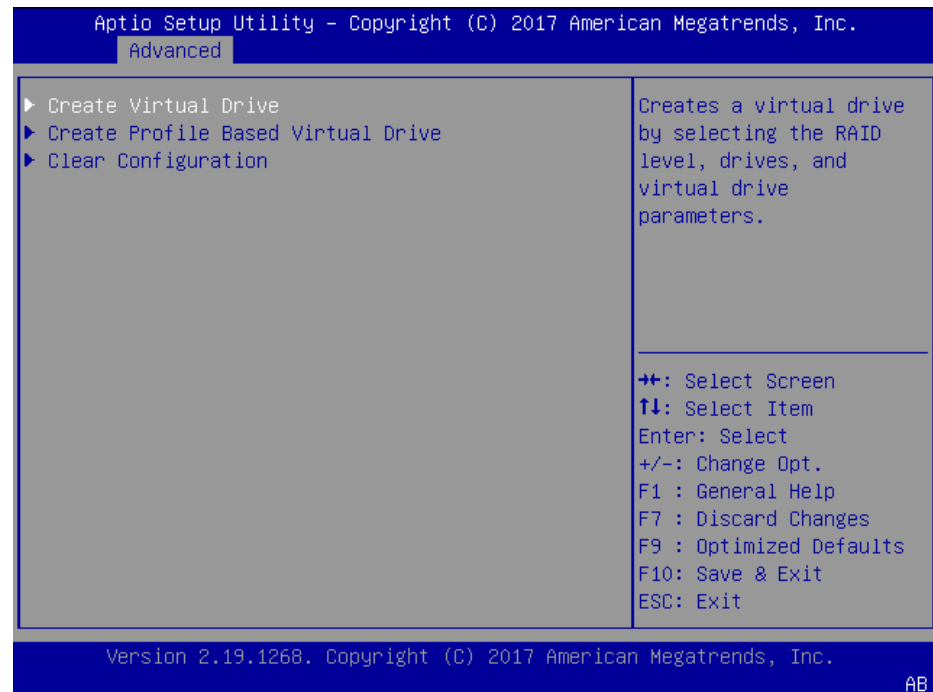 Aptio Setup Utility – Copyright (C) 2017 American Megatrends, Inc.
Advanced
▶ Create Virtual Drive
▶ Create Profile Based Virtual Drive
▶ Clear Configuration
Creates a virtual drive
by selecting the RAID
level, drives, and
virtual drive
parameters.
→←: Select Screen
↑↓: Select Item
Enter: Select
+/-: Change Opt.
F1 : General Help
F7 : Discard Changes
F9 : Optimized Defaults
F10: Save & Exit
ESC: Exit
Version 2.19.1268. Copyright (C) 2017 American Megatrends, Inc.
AB